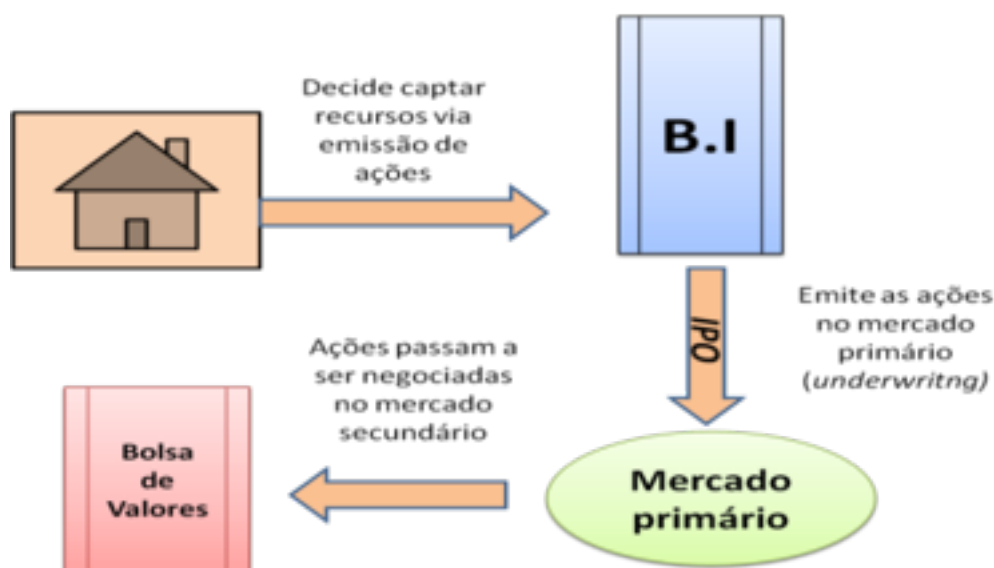 Decide captar
recursos via
emissão de
ações
B.I
IPO
Emite as ações
no mercado
primário
(underwritng)
Mercado
primário
Ações passam a
ser negociadas
no mercado
secundário
Bolsa
de
Valores